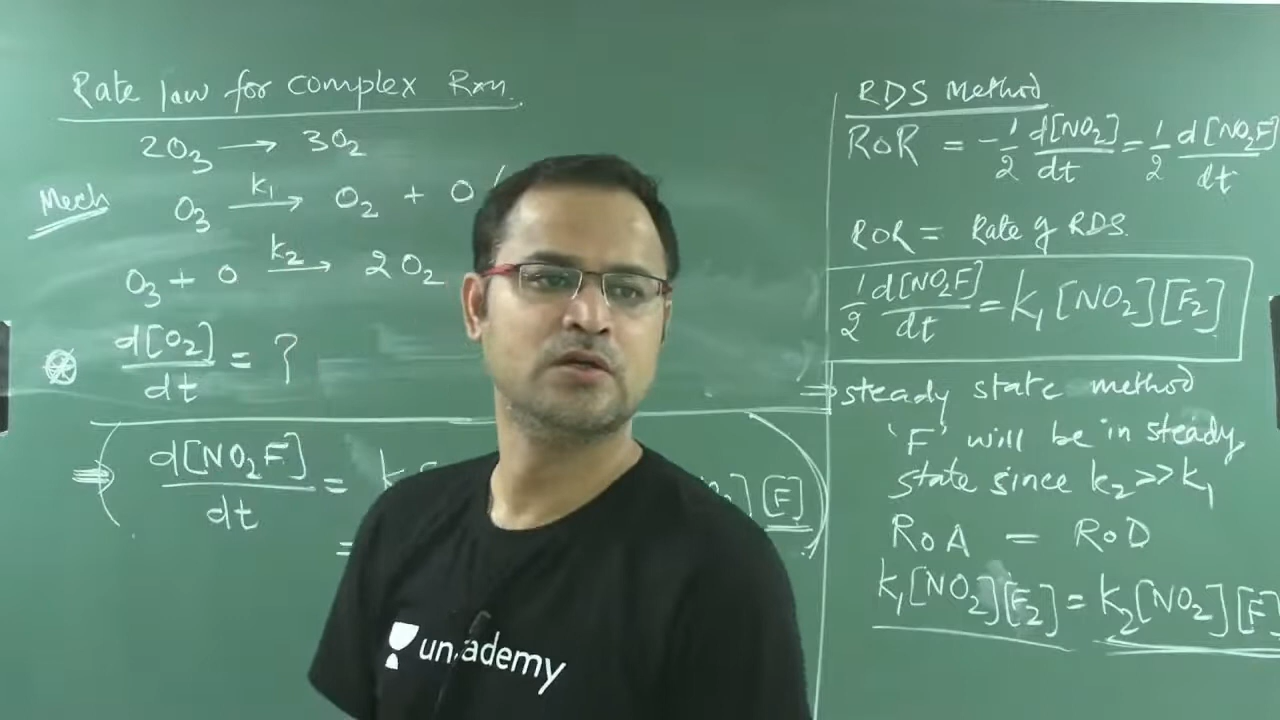 Rate law for complex Rxn.
2O₃ → 3O₂
Mech
O₃ —k₁→ O₂ + O
O₃ + O —k₂→ 2O₂
d[O₂]/dt = ?
⇒ d[NO₂F]/dt = k
] [F]
=
RDS Method
RoR = -1/2 d[NO₂]/dt = 1/2 d[NO₂F]/dt
RoR = Rate of RDS.
1/2 d[NO₂F]/dt = k₁[NO₂][F₂]
⇒ steady state method
'F' will be in steady
state since k₂ >> k₁
RoA = RoD
k₁[NO₂][F₂] = k₂[NO₂][F]
unacademy